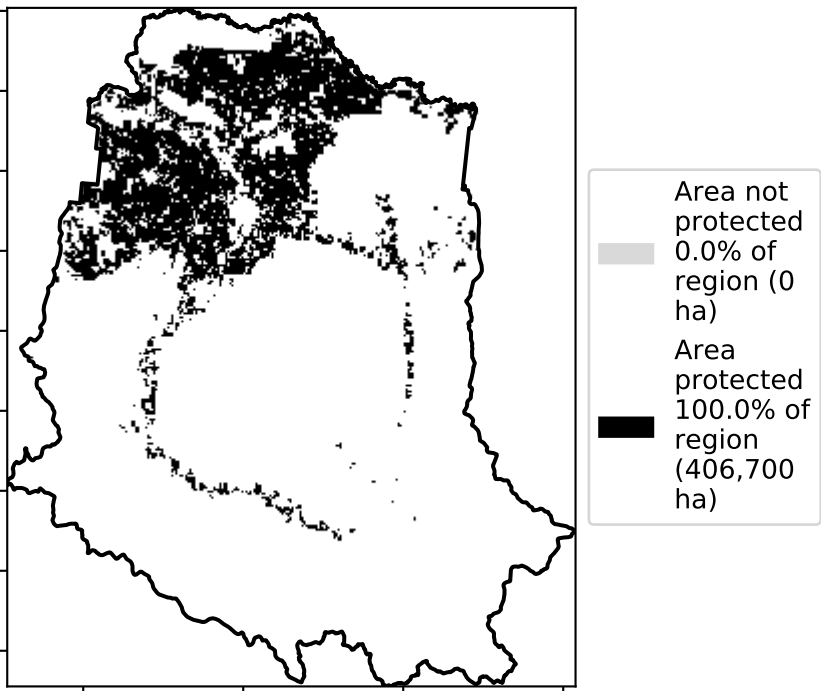 Area not
protected
0.0% of
region (0
ha)
Area
protected
100.0% of
region
(406,700
ha)